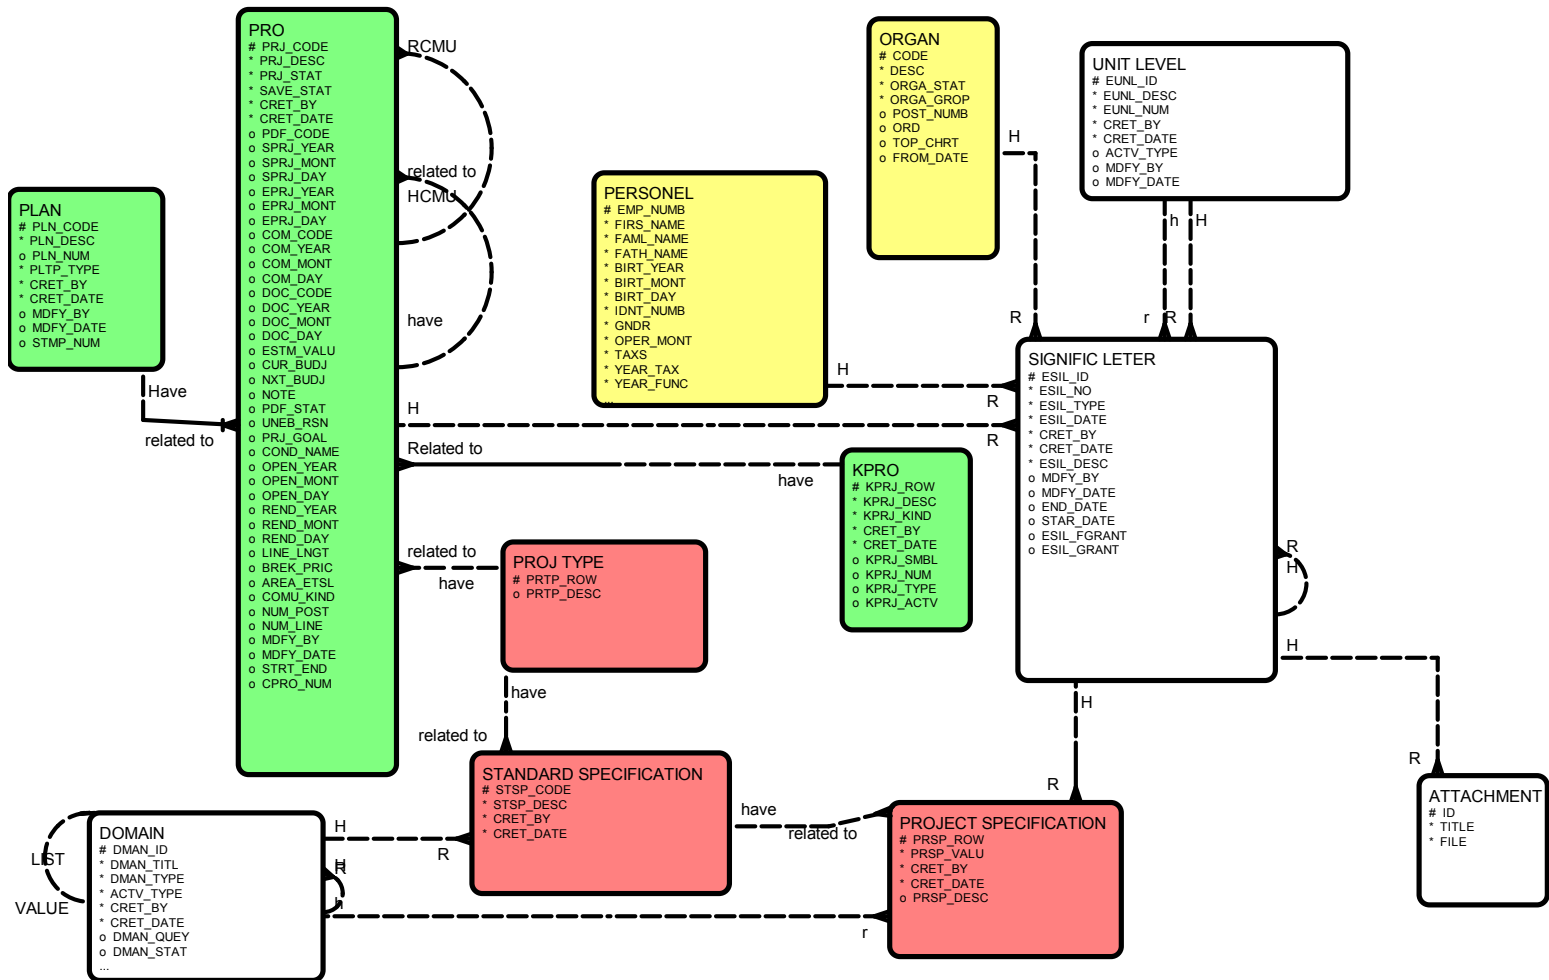 PLAN
# PLN_CODE
* PLN_DESC
o PLN_NUM
* PLTP_TYPE
* CRET_BY
* CRET_DATE
o MDFY_BY
o MDFY_DATE
o STMP_NUM
Have
related to
PRO
# PRJ_CODE
* PRJ_DESC
* PRJ_STAT
* SAVE_STAT
* CRET_BY
* CRET_DATE
o PDF_CODE
o SPRJ_YEAR
o SPRJ_MONT
o SPRJ_DAY
o EPRJ_YEAR
o EPRJ_MONT
o EPRJ_DAY
o COM_CODE
o COM_YEAR
o COM_MONT
o COM_DAY
o DOC_CODE
o DOC_YEAR
o DOC_MONT
o DOC_DAY
o ESTM_VALU
o CUR_BUDJ
o NXT_BUDJ
o NOTE
o PDF_STAT
o UNEB_RSN
o PRJ_GOAL
o COND_NAME
o OPEN_YEAR
o OPEN_MONT
o OPEN_DAY
o REND_YEAR
o REND_MONT
o REND_DAY
o LINE_LNGT
o BREK_PRIC
o AREA_ETSL
o COMU_KIND
o NUM_POST
o NUM_LINE
o MDFY_BY
o MDFY_DATE
o STRT_END
o CPRO_NUM
RCMU
related to
HCMU
have
H
R
Related to
have
related to
have
PERSONEL
# EMP_NUMB
* FIRS_NAME
* FAML_NAME
* FATH_NAME
* BIRT_YEAR
* BIRT_MONT
* BIRT_DAY
* IDNT_NUMB
* GNDR
* OPER_MONT
* TAXS
* YEAR_TAX
* YEAR_FUNC
...
H
R
ORGAN
# CODE
* DESC
* ORGA_STAT
* ORGA_GROP
o POST_NUMB
o ORD
o TOP_CHRT
o FROM_DATE
H
R
UNIT LEVEL
# EUNL_ID
* EUNL_DESC
* EUNL_NUM
* CRET_BY
* CRET_DATE
o ACTV_TYPE
o MDFY_BY
o MDFY_DATE
h
H
r
R
SIGNIFIC LETER
# ESIL_ID
* ESIL_NO
* ESIL_TYPE
* ESIL_DATE
* CRET_BY
* CRET_DATE
* ESIL_DESC
o MDFY_BY
o MDFY_DATE
o END_DATE
o STAR_DATE
o ESIL_FGRANT
o ESIL_GRANT
R
H
H
R
H
R
KPRO
# KPRJ_ROW
* KPRJ_DESC
* KPRJ_KIND
* CRET_BY
* CRET_DATE
o KPRJ_SMBL
o KPRJ_NUM
o KPRJ_TYPE
o KPRJ_ACTV
PROJ TYPE
# PRTP_ROW
o PRTP_DESC
have
related to
STANDARD SPECIFICATION
# STSP_CODE
* STSP_DESC
* CRET_BY
* CRET_DATE
have
related to
PROJECT SPECIFICATION
# PRSP_ROW
* PRSP_VALU
* CRET_BY
* CRET_DATE
o PRSP_DESC
ATTACHMENT
# ID
* TITLE
* FILE
DOMAIN
# DMAN_ID
* DMAN_TITL
* DMAN_TYPE
* ACTV_TYPE
* CRET_BY
* CRET_DATE
o DMAN_QUEY
o DMAN_STAT
...
LIST
VALUE
H
R
H
R
h
r